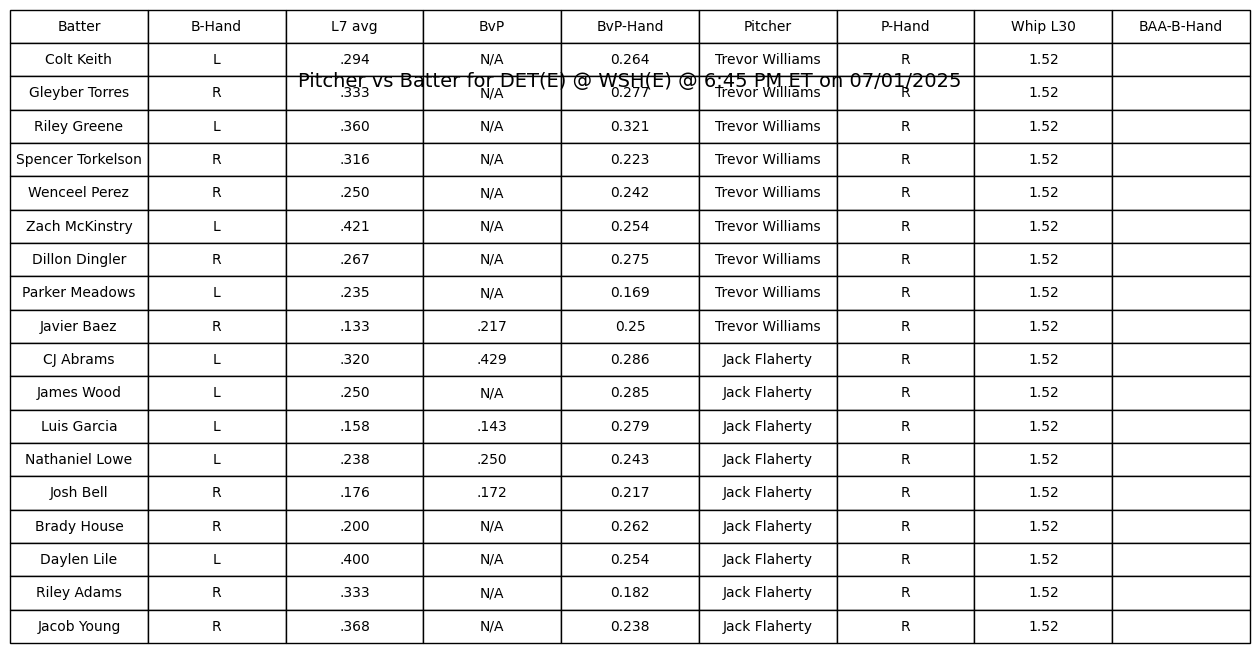 Batter B-Hand L7 avg BvP BvP-Hand Pitcher P-Hand Whip L30 BAA-B-Hand
Colt Keith L .294 N/A 0.264 Trevor Williams R 1.52
Pitcher vs Batter for DET(E) @ WSH(E) @ 6:45 PM ET on 07/01/2025
Gleyber Torres R .333 N/A 0.277 Trevor Williams R 1.52
Riley Greene L .360 N/A 0.321 Trevor Williams R 1.52
Spencer Torkelson R .316 N/A 0.223 Trevor Williams R 1.52
Wenceel Perez R .250 N/A 0.242 Trevor Williams R 1.52
Zach McKinstry L .421 N/A 0.254 Trevor Williams R 1.52
Dillon Dingler R .267 N/A 0.275 Trevor Williams R 1.52
Parker Meadows L .235 N/A 0.169 Trevor Williams R 1.52
Javier Baez R .133 .217 0.25 Trevor Williams R 1.52
CJ Abrams L .320 .429 0.286 Jack Flaherty R 1.52
James Wood L .250 N/A 0.285 Jack Flaherty R 1.52
Luis Garcia L .158 .143 0.279 Jack Flaherty R 1.52
Nathaniel Lowe L .238 .250 0.243 Jack Flaherty R 1.52
Josh Bell R .176 .172 0.217 Jack Flaherty R 1.52
Brady House R .200 N/A 0.262 Jack Flaherty R 1.52
Daylen Lile L .400 N/A 0.254 Jack Flaherty R 1.52
Riley Adams R .333 N/A 0.182 Jack Flaherty R 1.52
Jacob Young R .368 N/A 0.238 Jack Flaherty R 1.52